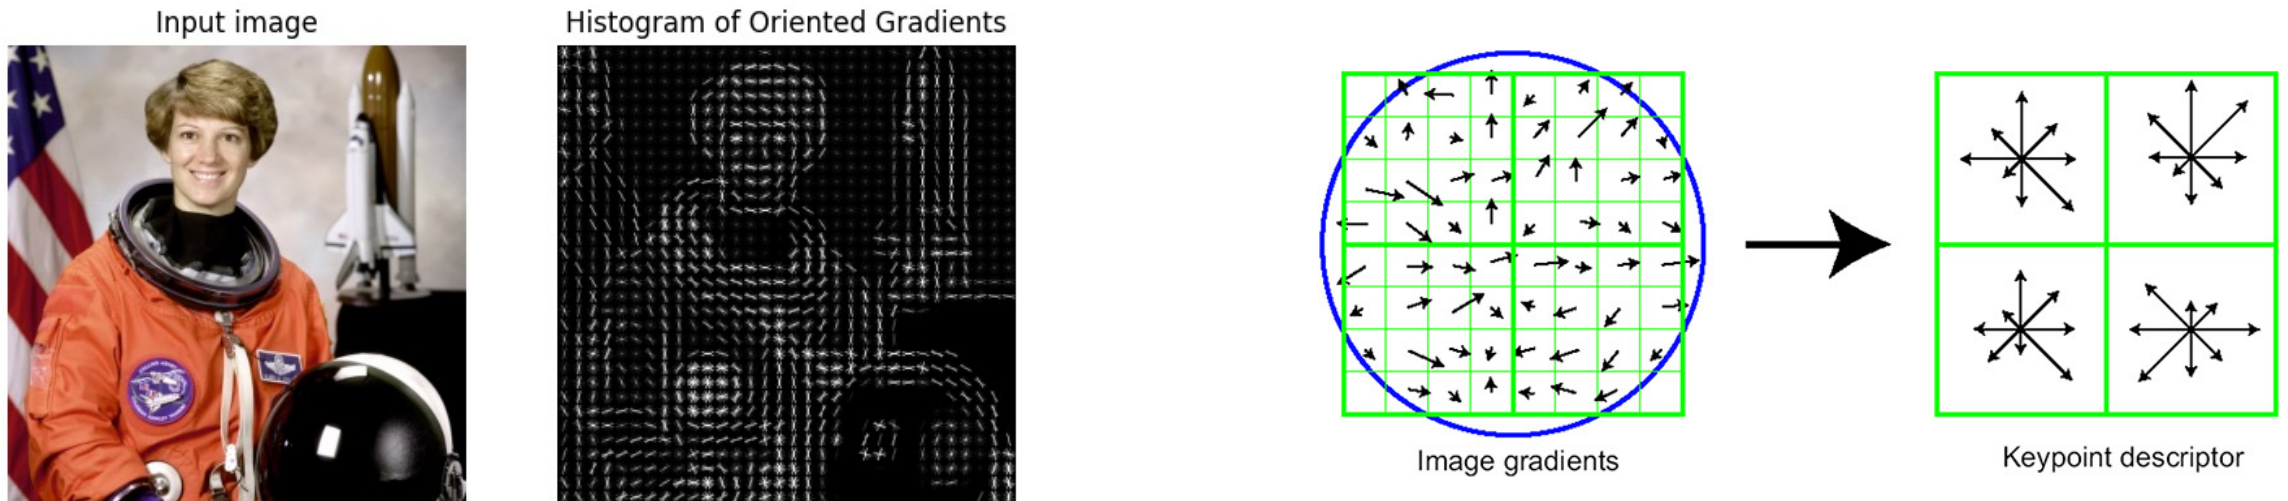 Input image
Histogram of Oriented Gradients
Image gradients
Keypoint descriptor